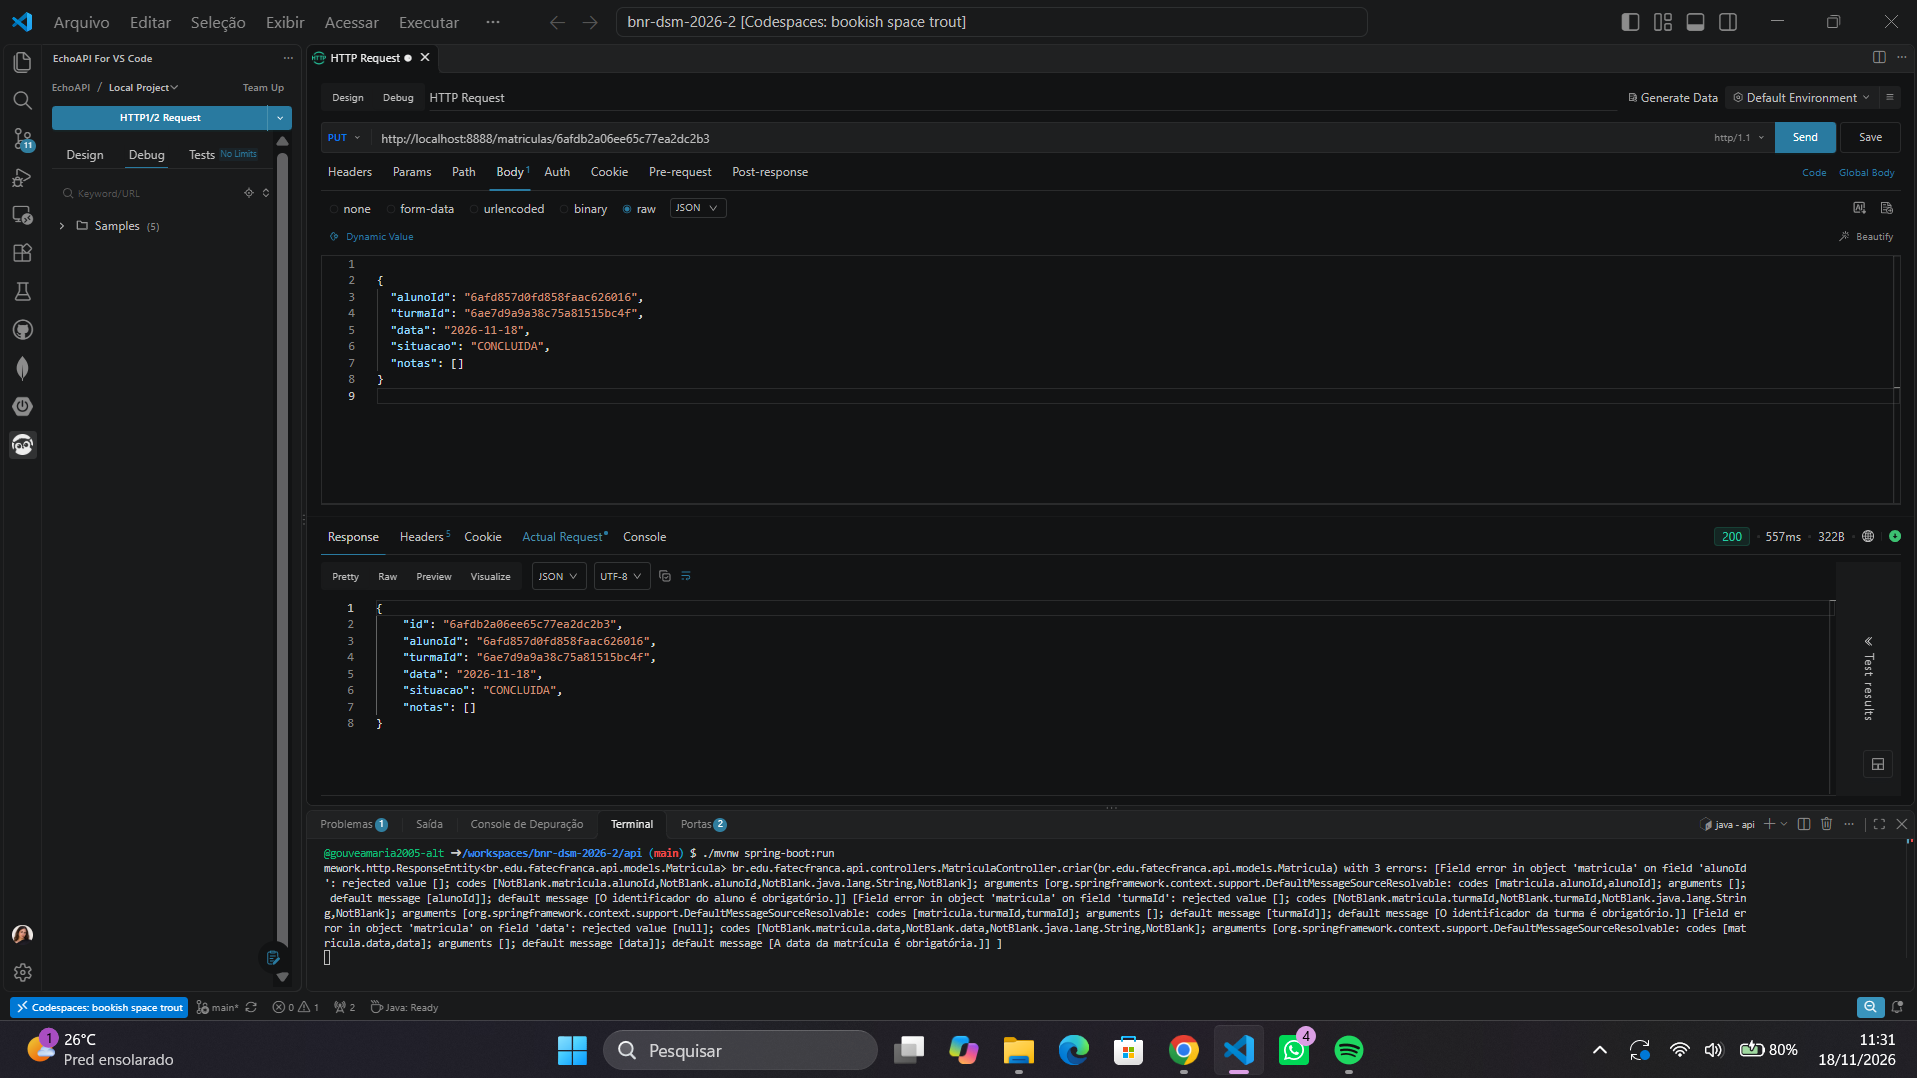 Arquivo Editar Seleção Exibir Acessar Executar ···
bnr-dsm-2026-2 [Codespaces: bookish space trout]
EchoAPI For VS Code
EchoAPI / Local Project
Team Up
HTTP1/2 Request
Design Debug Tests No Limits
Keyword/URL
Samples (5)
11
HTTP Request
Design Debug HTTP Request
Generate Data Default Environment
PUT http://localhost:8888/matriculas/6afdb2a06ee65c77ea2dc2b3 http/1.1 Send Save
Headers Params Path Body 1 Auth Cookie Pre-request Post-response Code Global Body
none form-data urlencoded binary raw JSON
Dynamic Value Beautify
1
2 {
3 "alunoId": "6afd857d0fd858faac626016",
4 "turmaId": "6ae7d9a9a38c75a81515bc4f",
5 "data": "2026-11-18",
6 "situacao": "CONCLUIDA",
7 "notas": []
8 }
9
Response Headers 5 Cookie Actual Request Console 200 557ms 322B
Pretty Raw Preview Visualize JSON UTF-8
1 {
2 "id": "6afdb2a06ee65c77ea2dc2b3",
3 "alunoId": "6afd857d0fd858faac626016",
4 "turmaId": "6ae7d9a9a38c75a81515bc4f",
5 "data": "2026-11-18",
6 "situacao": "CONCLUIDA",
7 "notas": []
8 }
Test results
Problemas 1 Saída Console de Depuração Terminal Portas 2 java - api
@gouveamaria2005-alt ➜/workspaces/bnr-dsm-2026-2/api (main) $ ./mvnw spring-boot:run
mework.http.ResponseEntity<br.edu.fatecfranca.api.models.Matricula> br.edu.fatecfranca.api.controllers.MatriculaController.criar(br.edu.fatecfranca.api.models.Matricula) with 3 errors: [Field error in object 'matricula' on field 'alunoId
': rejected value []; codes [NotBlank.matricula.alunoId,NotBlank.alunoId,NotBlank.java.lang.String,NotBlank]; arguments [org.springframework.context.support.DefaultMessageSourceResolvable: codes [matricula.alunoId,alunoId]; arguments [];
default message [alunoId]]; default message [O identificador do aluno é obrigatório.]] [Field error in object 'matricula' on field 'turmaId': rejected value []; codes [NotBlank.matricula.turmaId,NotBlank.turmaId,NotBlank.java.lang.Strin
g,NotBlank]; arguments [org.springframework.context.support.DefaultMessageSourceResolvable: codes [matricula.turmaId,turmaId]; arguments []; default message [turmaId]]; default message [O identificador da turma é obrigatório.]] [Field er
ror in object 'matricula' on field 'data': rejected value [null]; codes [NotBlank.matricula.data,NotBlank.data,NotBlank.java.lang.String,NotBlank]; arguments [org.springframework.context.support.DefaultMessageSourceResolvable: codes [mat
ricula.data,data]; arguments []; default message [data]]; default message [A data da matrícula é obrigatória.]] ]
Codespaces: bookish space trout main* 0 1 2 Java: Ready
1
26°C
Pred ensolarado
Pesquisar
4
80%
11:31
18/11/2026